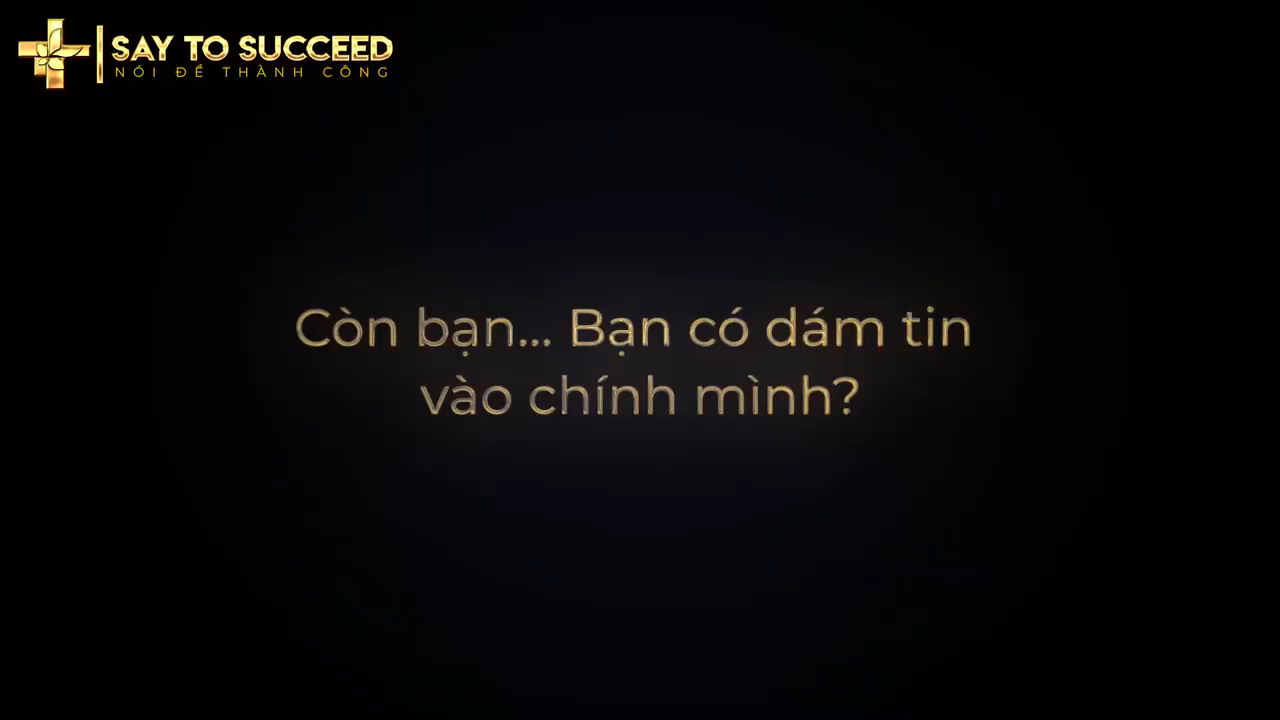 SAY TO SUCCEED
NÓI ĐỂ THÀNH CÔNG
Còn bạn... Bạn có dám tin
vào chính mình?